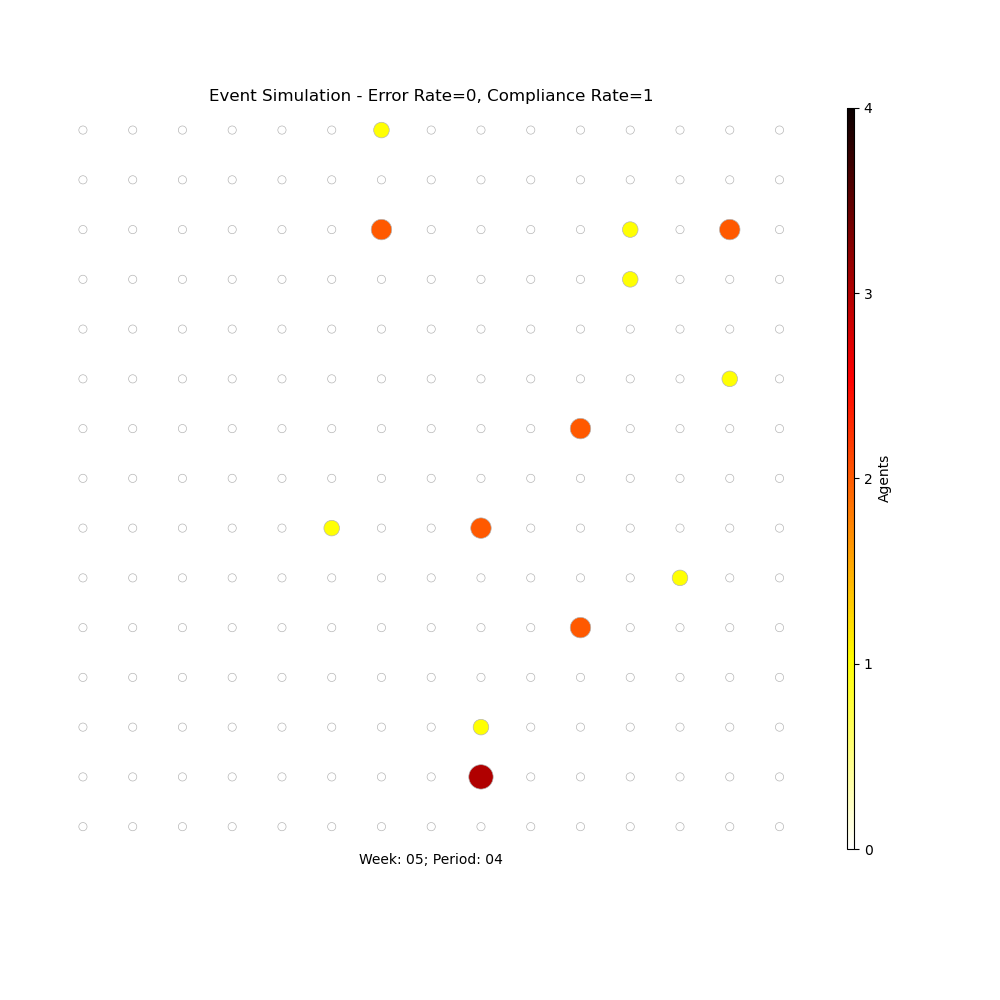 Event Simulation - Error Rate=0, Compliance Rate=1
4
3
2
1
0
Agents
Week: 05; Period: 04